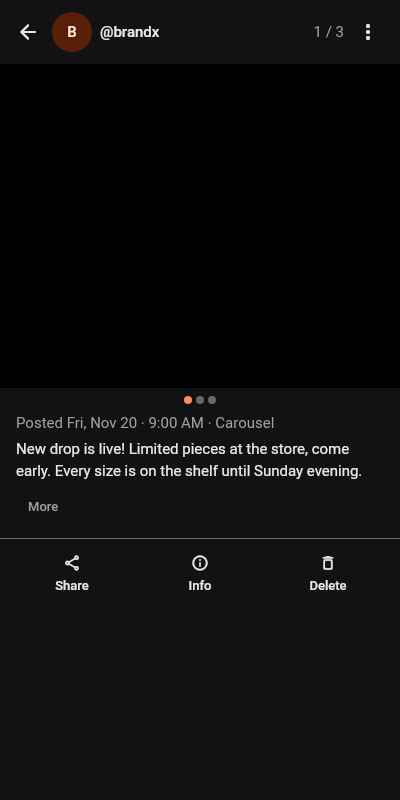 B
@brandx
1 / 3
Posted Fri, Nov 20 · 9:00 AM · Carousel
New drop is live! Limited pieces at the store, come
early. Every size is on the shelf until Sunday evening.
More
Share
Info
Delete